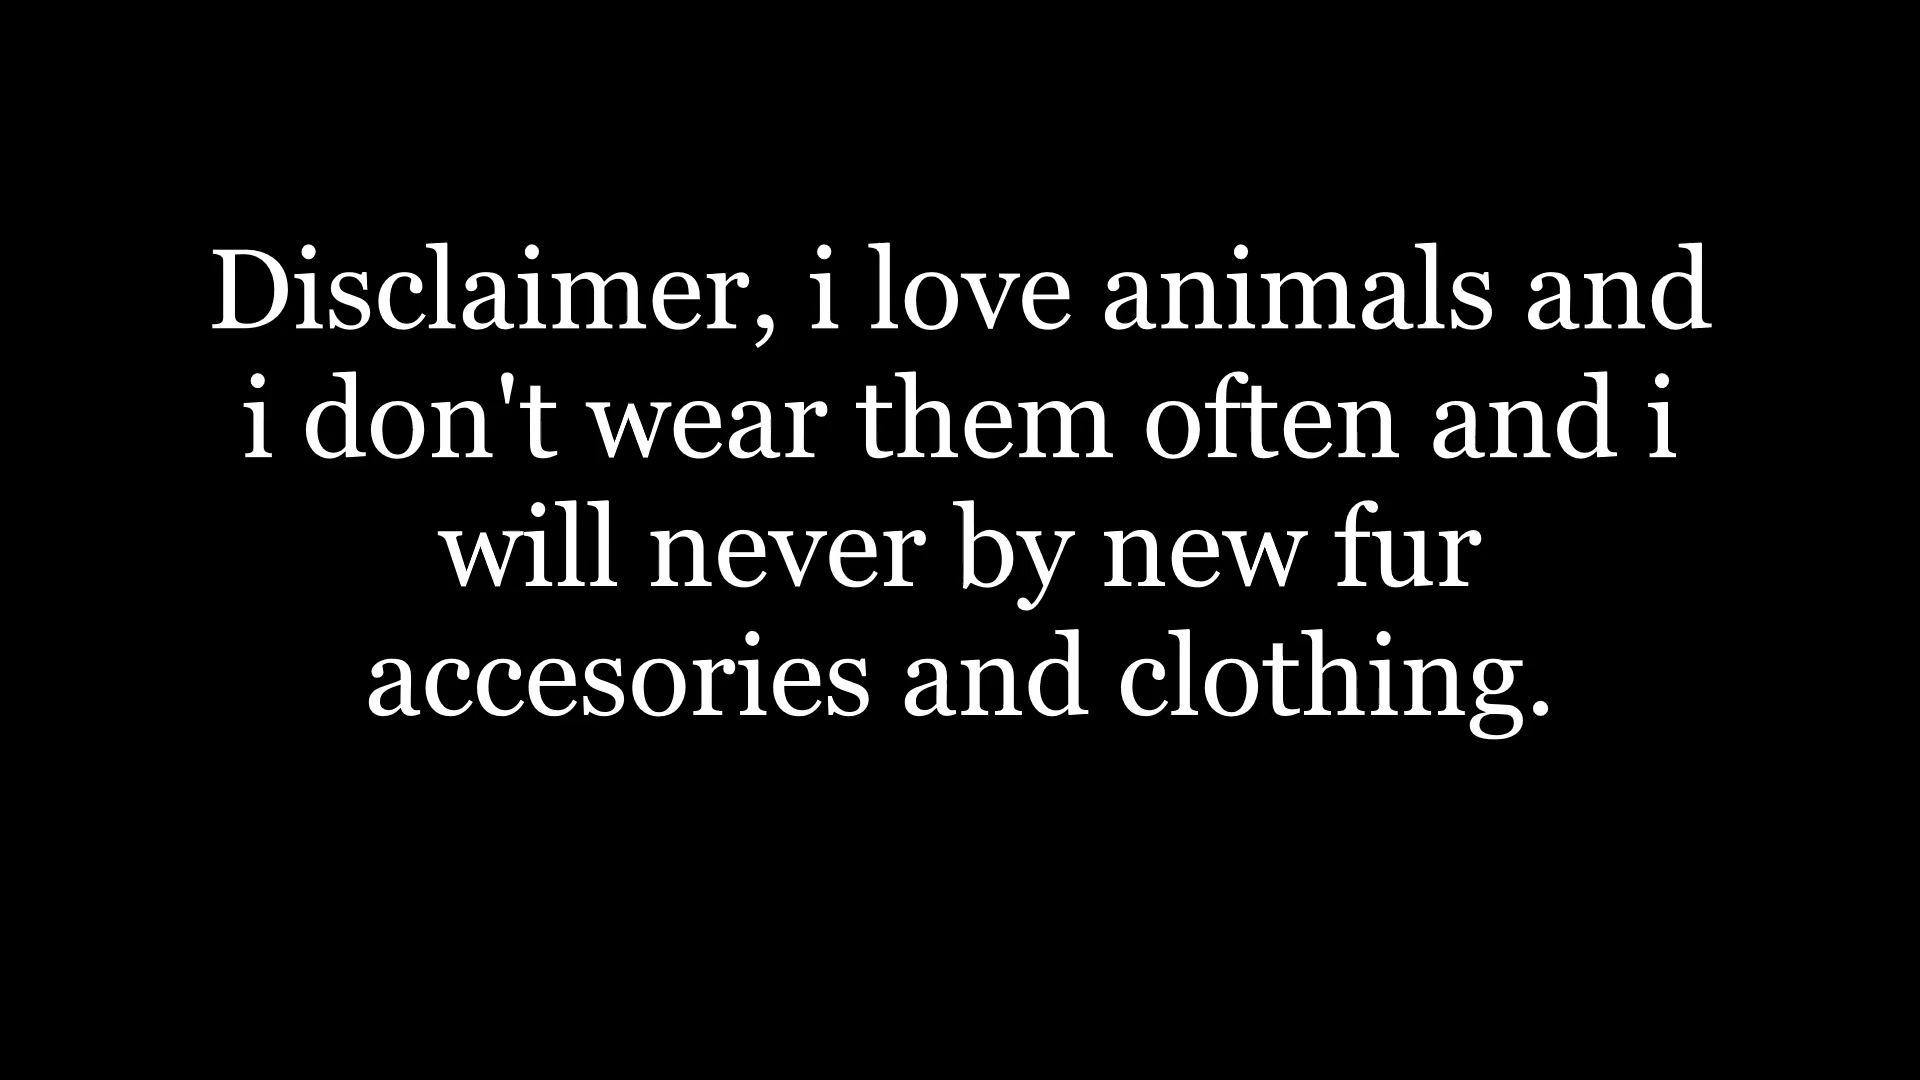 Disclaimer, i love animals and
i don't wear them often and i
will never by new fur
accesories and clothing.